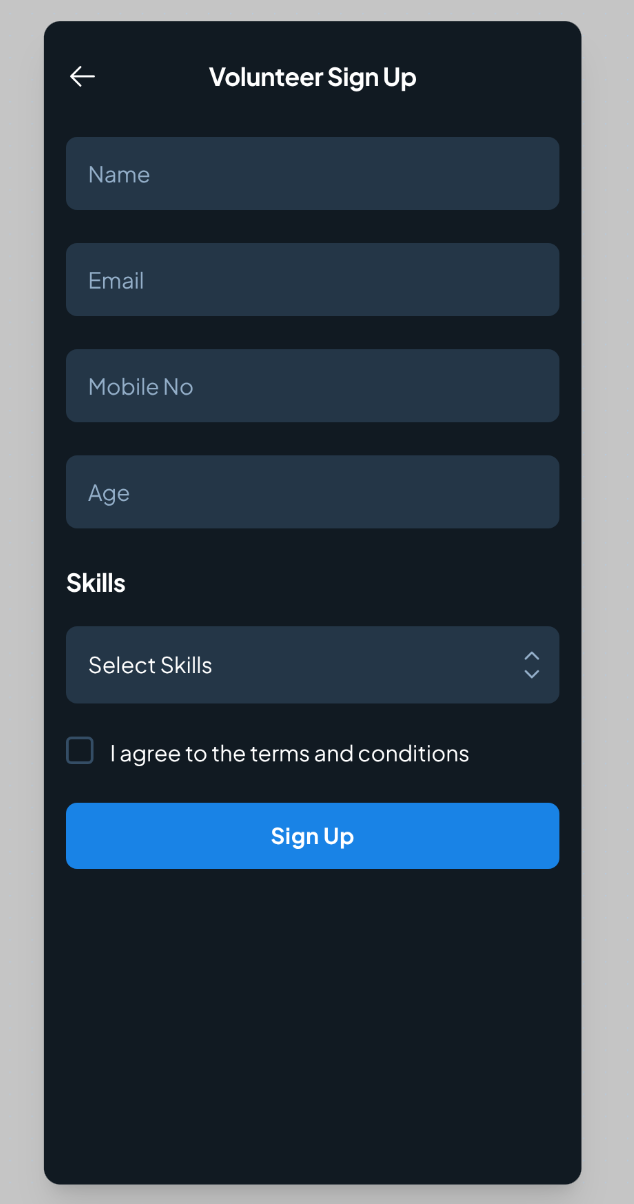 Volunteer Sign Up
Name
Email
Mobile No
Age
Skills
Select Skills
I agree to the terms and conditions
Sign Up